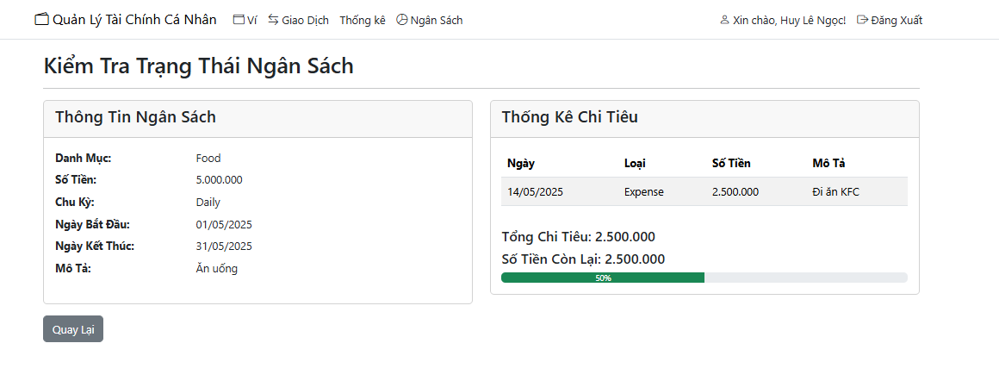 Quản Lý Tài Chính Cá Nhân Ví Giao Dịch Thống kê Ngân Sách Xin chào, Huy Lê Ngọc! Đăng Xuất
Kiểm Tra Trạng Thái Ngân Sách
Thông Tin Ngân Sách
Danh Mục: Food
Số Tiền: 5.000.000
Chu Kỳ: Daily
Ngày Bắt Đầu: 01/05/2025
Ngày Kết Thúc: 31/05/2025
Mô Tả: Ăn uống
Thống Kê Chi Tiêu
Ngày Loại Số Tiền Mô Tả
14/05/2025 Expense 2.500.000 Đi ăn KFC
Tổng Chi Tiêu: 2.500.000
Số Tiền Còn Lại: 2.500.000
50%
Quay Lại